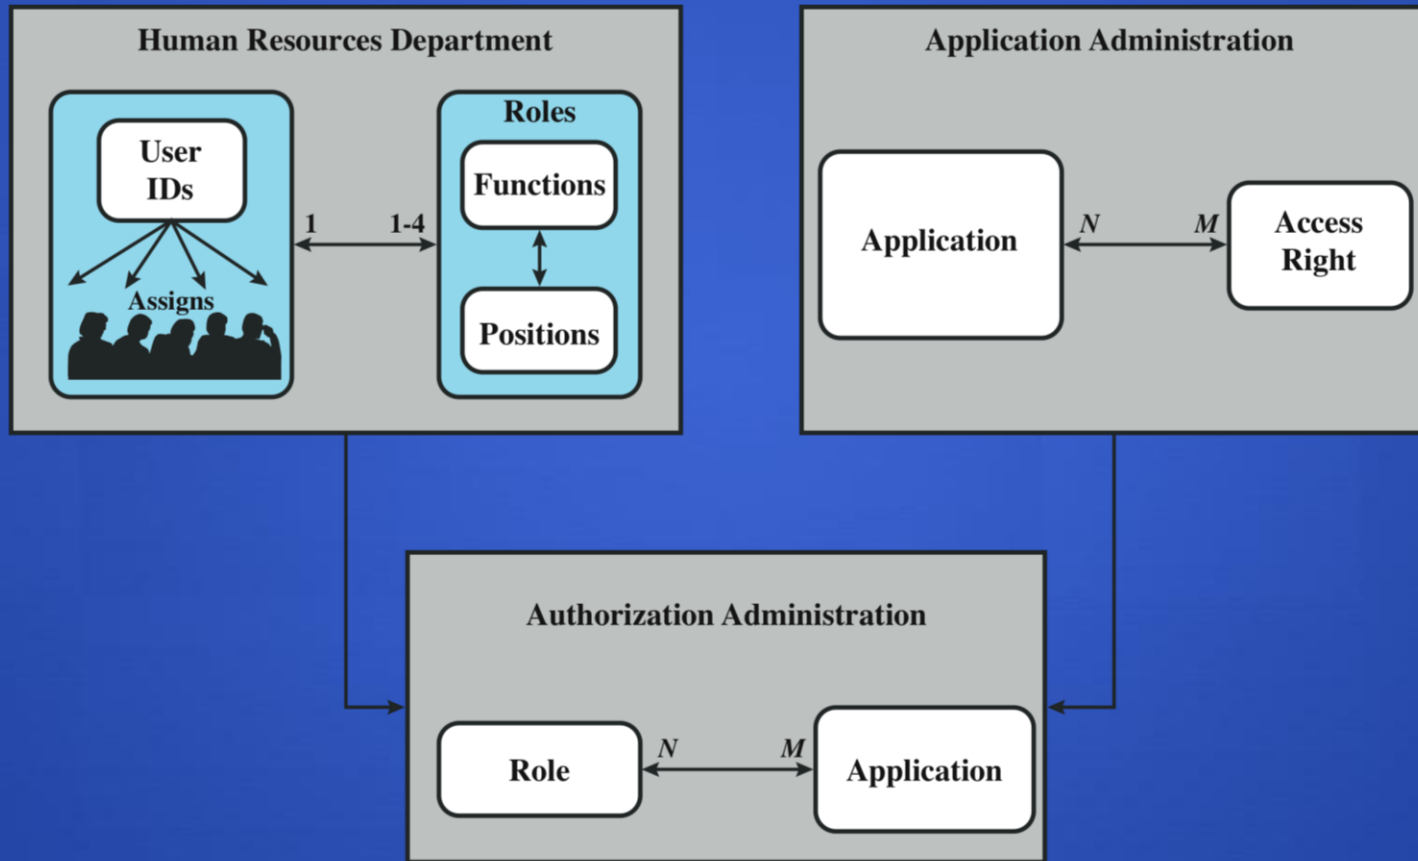 Human Resources Department
User
IDs
Assigns
1
1-4
Roles
Functions
Positions
Application Administration
Application
N
M
Access
Right
Authorization Administration
Role
N
M
Application